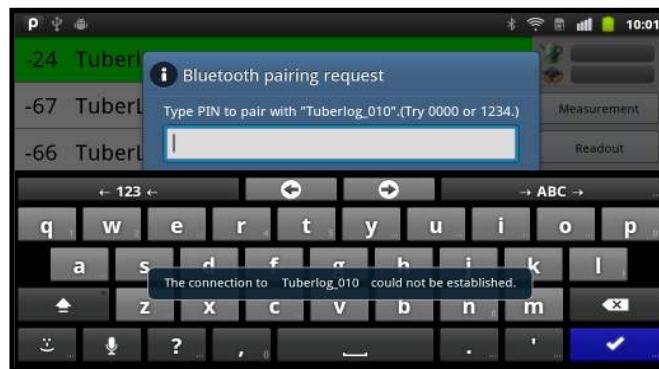 10:01
-24 Tuberl
Bluetooth pairing request
-67 TuberL
Type PIN to pair with "Tuberlog_010".(Try 0000 or 1234.)
Measurement
-66 TuberL
Readout
← 123 ←
→ ABC →
q w e r t y u i o p
a s d f g h j k l
The connection to Tuberlog_010 could not be established.
z x c v b n m
? , . '